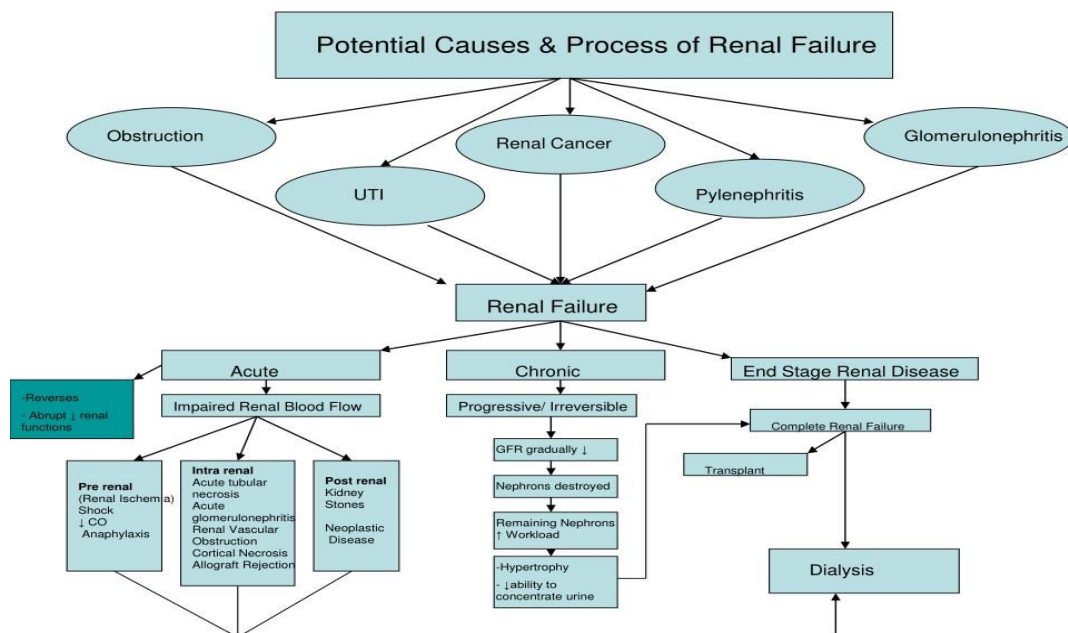 Potential Causes & Process of Renal Failure
Obstruction
Renal Cancer
Glomerulonephritis
UTI
Pylenephritis
Renal Failure
Acute
Chronic
End Stage Renal Disease
-Reverses
- Abrupt ↓ renal
functions
Impaired Renal Blood Flow
Progressive/ Irreversible
Complete Renal Failure
GFR gradually ↓
Transplant
Pre renal
(Renal Ischemia)
Shock
↓ CO
Anaphylaxis
Intra renal
Acute tubular
necrosis
Acute
glomerulonephritis
Renal Vascular
Obstruction
Cortical Necrosis
Allograft Rejection
Post renal
Kidney
Stones
Neoplastic
Disease
Nephrons destroyed
Remaining Nephrons
↑ Workload
-Hypertrophy
- ↓ability to
concentrate urine
Dialysis